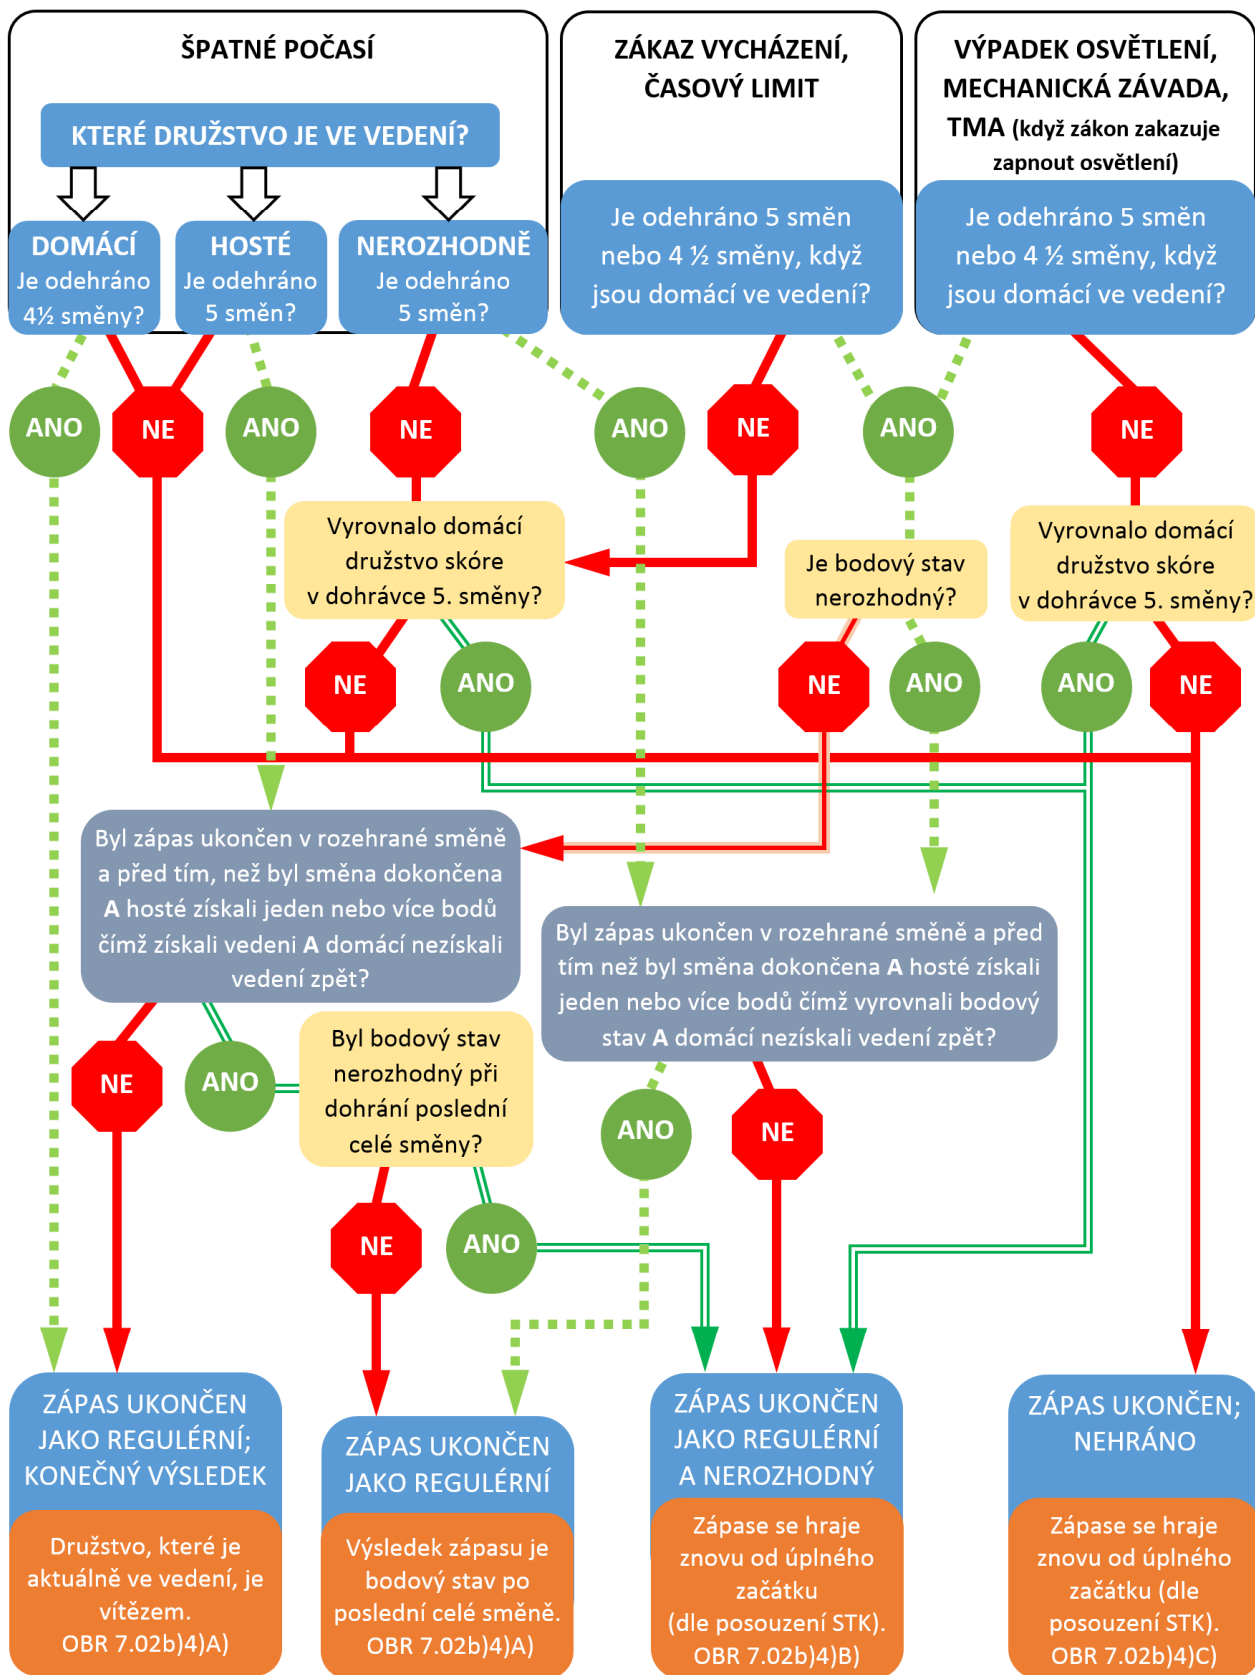 ŠPATNÉ POČASÍ
KTERÉ DRUŽSTVO JE VE VEDENÍ?
DOMÁCÍ
Je odehráno
4½ směny?
HOSTÉ
Je odehráno
5 směn?
NEROZHODNĚ
Je odehráno
5 směn?
ZÁKAZ VYCHÁZENÍ,
ČASOVÝ LIMIT
Je odehráno 5 směn
nebo 4 ½ směny, když
jsou domácí ve vedení?
VÝPADEK OSVĚTLENÍ,
MECHANICKÁ ZÁVADA,
TMA (když zákon zakazuje
zapnout osvětlení)
Je odehráno 5 směn
nebo 4 ½ směny, když
jsou domácí ve vedení?
ANO
NE
ANO
NE
ANO
NE
ANO
NE
Vyrovnalo domácí
družstvo skóre
v dohrávce 5. směny?
Je bodový stav
nerozhodný?
Vyrovnalo domácí
družstvo skóre
v dohrávce 5. směny?
NE
ANO
NE
ANO
ANO
NE
Byl zápas ukončen v rozehrané směně
a před tím, než byl směna dokončena
A hosté získali jeden nebo více bodů
čímž získali vedeni A domácí nezískali
vedení zpět?
Byl zápas ukončen v rozehrané směně a před
tím než byl směna dokončena A hosté získali
jeden nebo více bodů čímž vyrovnali bodový
stav A domácí nezískali vedení zpět?
NE
ANO
Byl bodový stav
nerozhodný při
dohrání poslední
celé směny?
ANO
NE
NE
ANO
ZÁPAS UKONČEN
JAKO REGULÉRNÍ;
KONEČNÝ VÝSLEDEK
Družstvo, které je
aktuálně ve vedení, je
vítězem.
OBR 7.02b)4)A)
ZÁPAS UKONČEN
JAKO REGULÉRNÍ
Výsledek zápasu je
bodový stav po
poslední celé směně.
OBR 7.02b)4)A)
ZÁPAS UKONČEN
JAKO REGULÉRNÍ
A NEROZHODNÝ
Zápase se hraje
znovu od úplného
začátku
(dle posouzení STK).
OBR 7.02b)4)B)
ZÁPAS UKONČEN;
NEHRÁNO
Zápase se hraje
znovu od úplného
začátku (dle
posouzení STK).
OBR 7.02b)4)C)